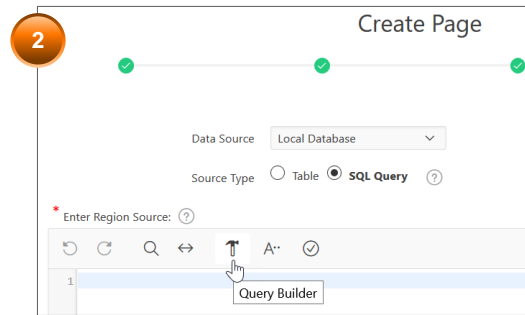 2
Create Page
Data Source Local Database
Source Type Table SQL Query ?
* Enter Region Source: ?
A··
1
Query Builder